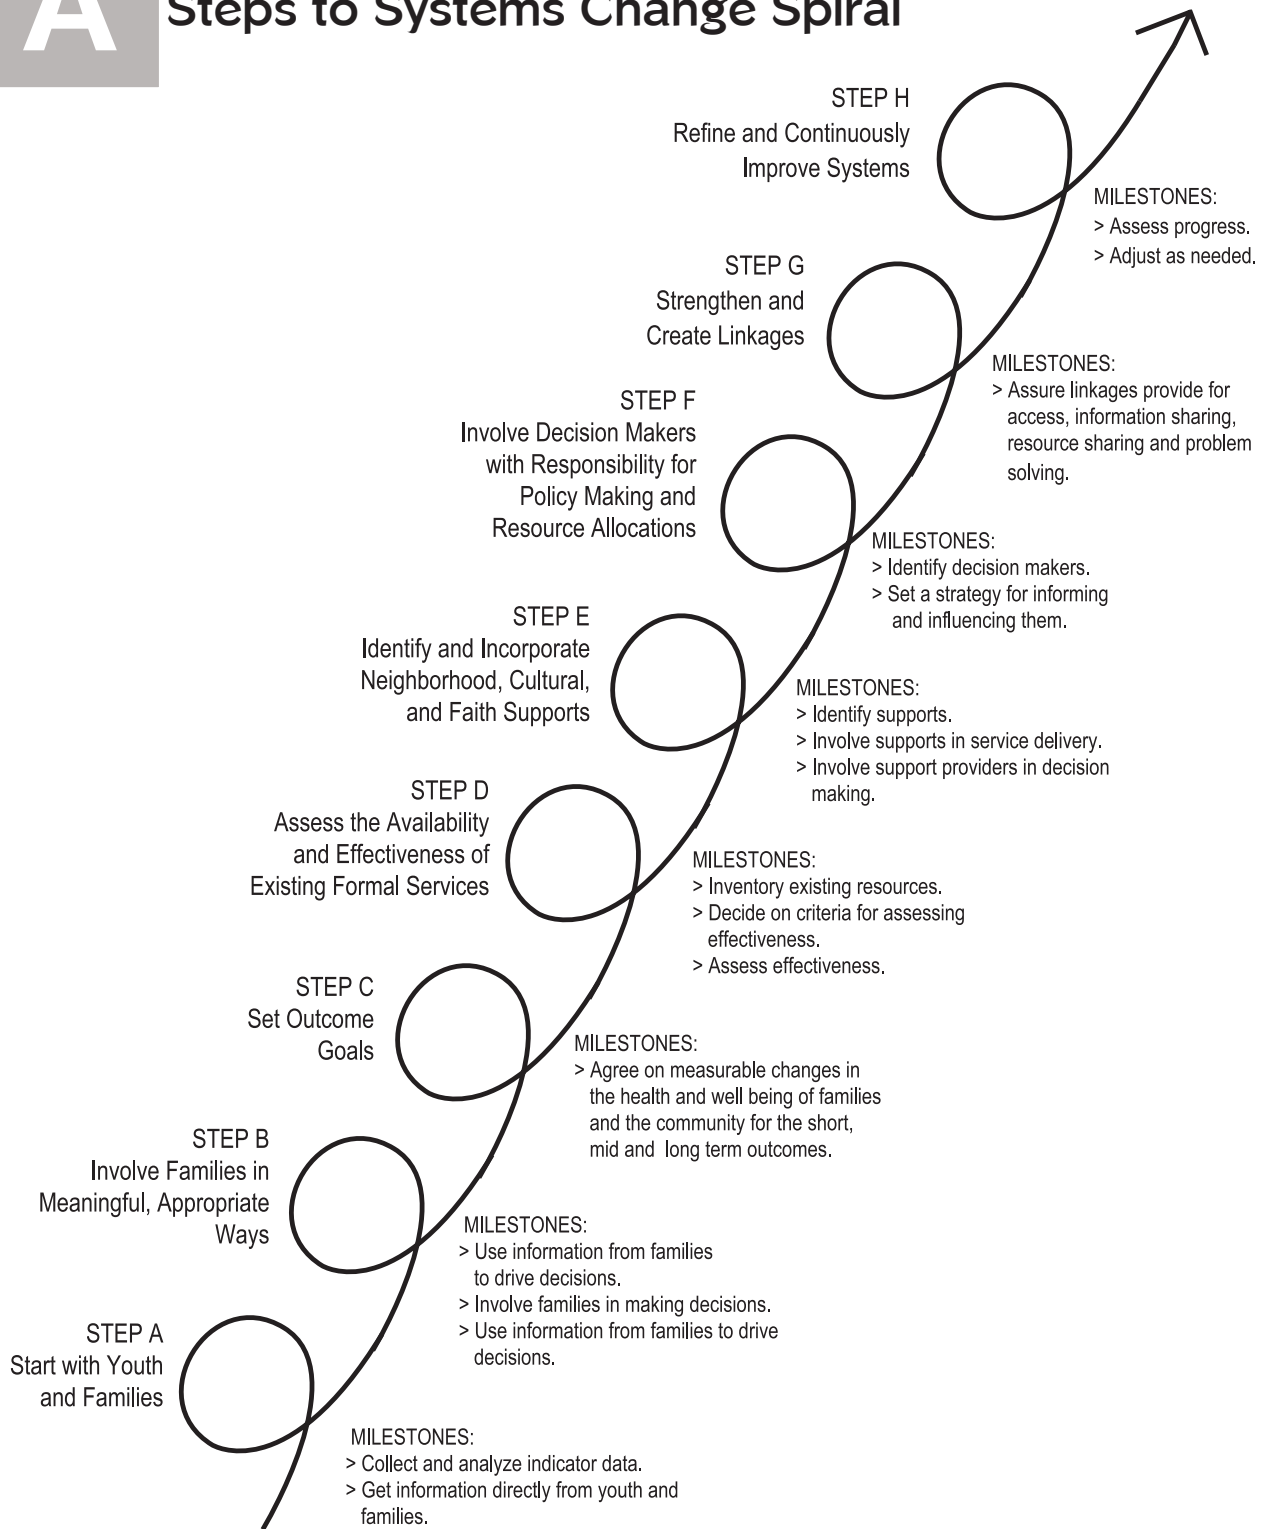 A
Steps to Systems Change Spiral
STEP H
Refine and Continuously
Improve Systems
MILESTONES:
> Assess progress.
> Adjust as needed.
STEP G
Strengthen and
Create Linkages
MILESTONES:
> Assure linkages provide for
access, information sharing,
resource sharing and problem
solving.
STEP F
Involve Decision Makers
with Responsibility for
Policy Making and
Resource Allocations
MILESTONES:
> Identify decision makers.
> Set a strategy for informing
and influencing them.
STEP E
Identify and Incorporate
Neighborhood, Cultural,
and Faith Supports
MILESTONES:
> Identify supports.
> Involve supports in service delivery.
> Involve support providers in decision
making.
STEP D
Assess the Availability
and Effectiveness of
Existing Formal Services
MILESTONES:
> Inventory existing resources.
> Decide on criteria for assessing
effectiveness.
> Assess effectiveness.
STEP C
Set Outcome
Goals
MILESTONES:
> Agree on measurable changes in
the health and well being of families
and the community for the short,
mid and long term outcomes.
STEP B
Involve Families in
Meaningful, Appropriate
Ways
MILESTONES:
> Use information from families
to drive decisions.
> Involve families in making decisions.
> Use information from families to drive
decisions.
STEP A
Start with Youth
and Families
MILESTONES:
> Collect and analyze indicator data.
> Get information directly from youth and
families.